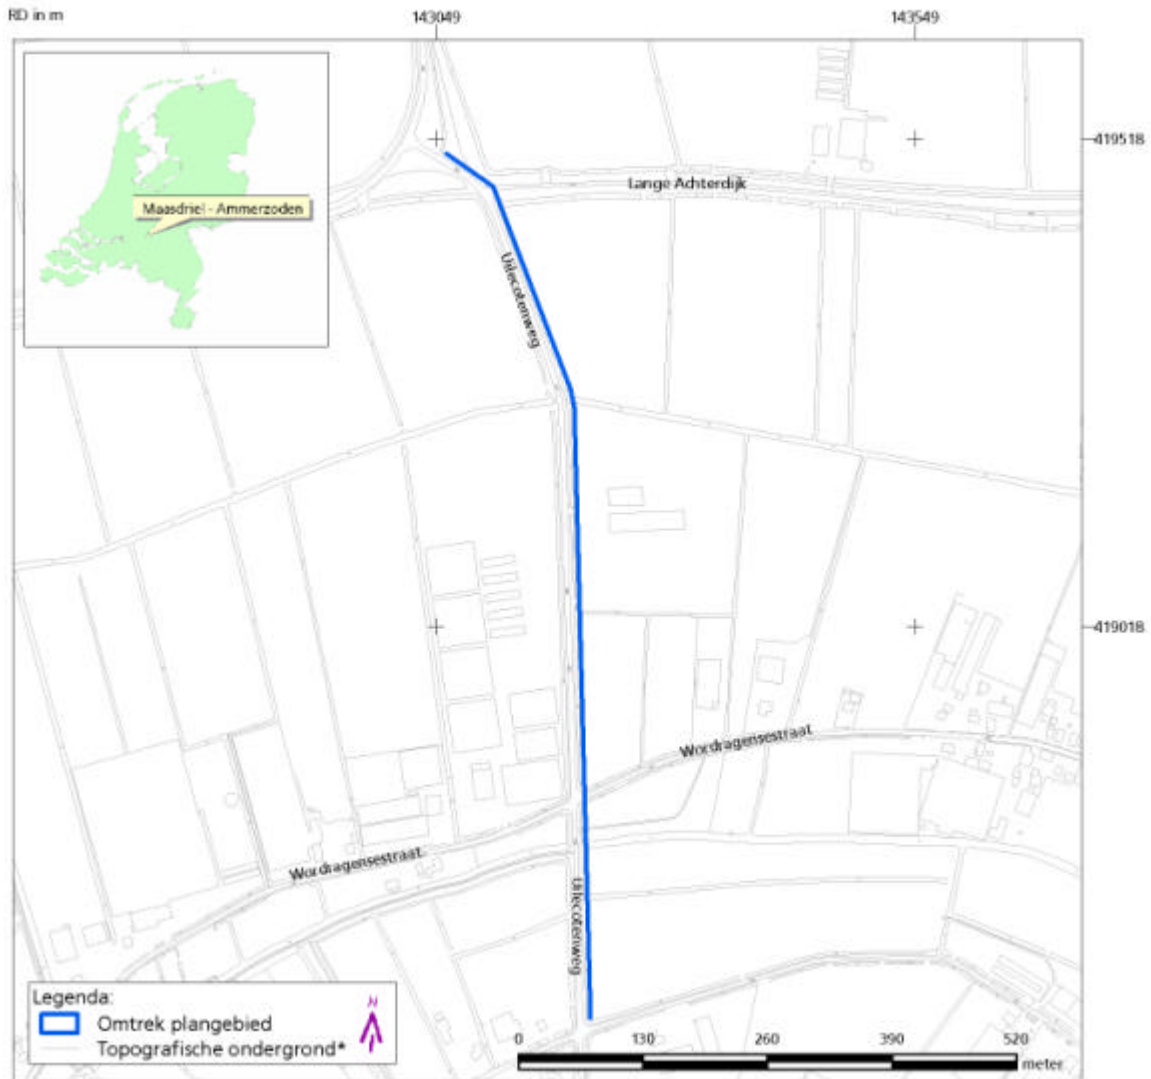 RD in m
143049
143549
419518
Lange Achterdijk
Maasdriel - Ammerzoden
Uilecotenweg
419018
Wordragensestraat
Wordragensestraat
Uilecotenweg
Legenda:
N
Omtrek plangebied
Topografische ondergrond*
0 130 260 390 520
meter